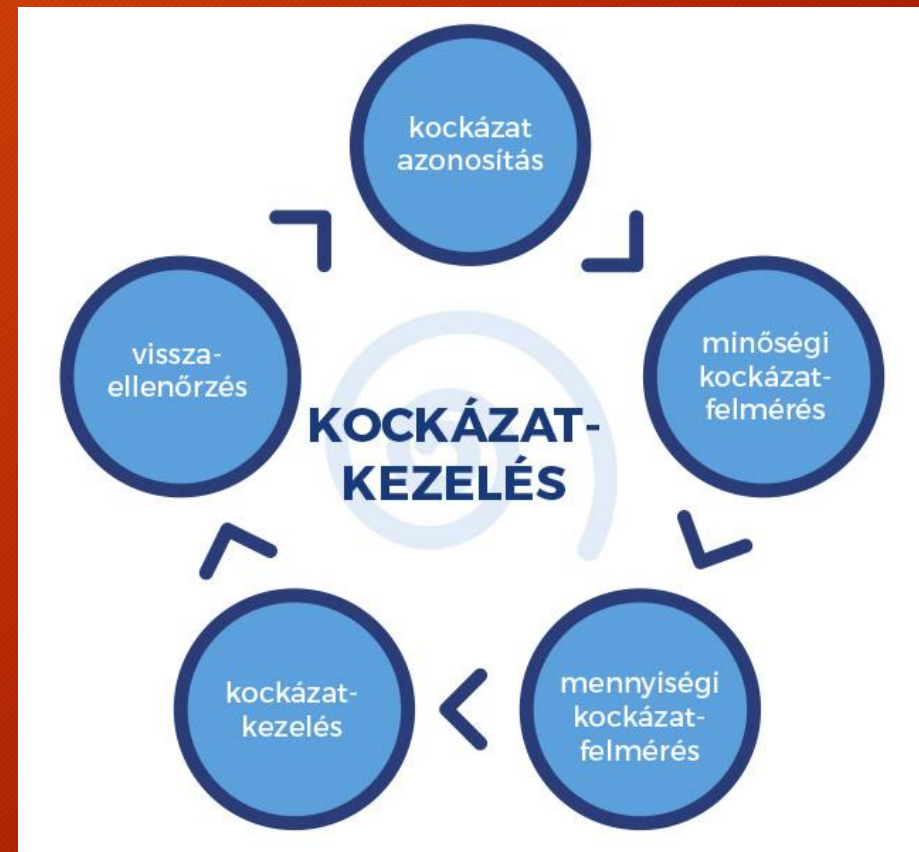 kockázat
azonosítás
minőségi
kockázat-
felmérés
mennyiségi
kockázat-
felmérés
kockázat-
kezelés
vissza-
ellenőrzés
KOCKÁZAT-
KEZELÉS